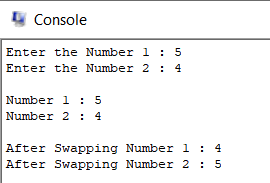 Console
Enter the Number 1 : 5
Enter the Number 2 : 4
Number 1 : 5
Number 2 : 4
After Swapping Number 1 : 4
After Swapping Number 2 : 5